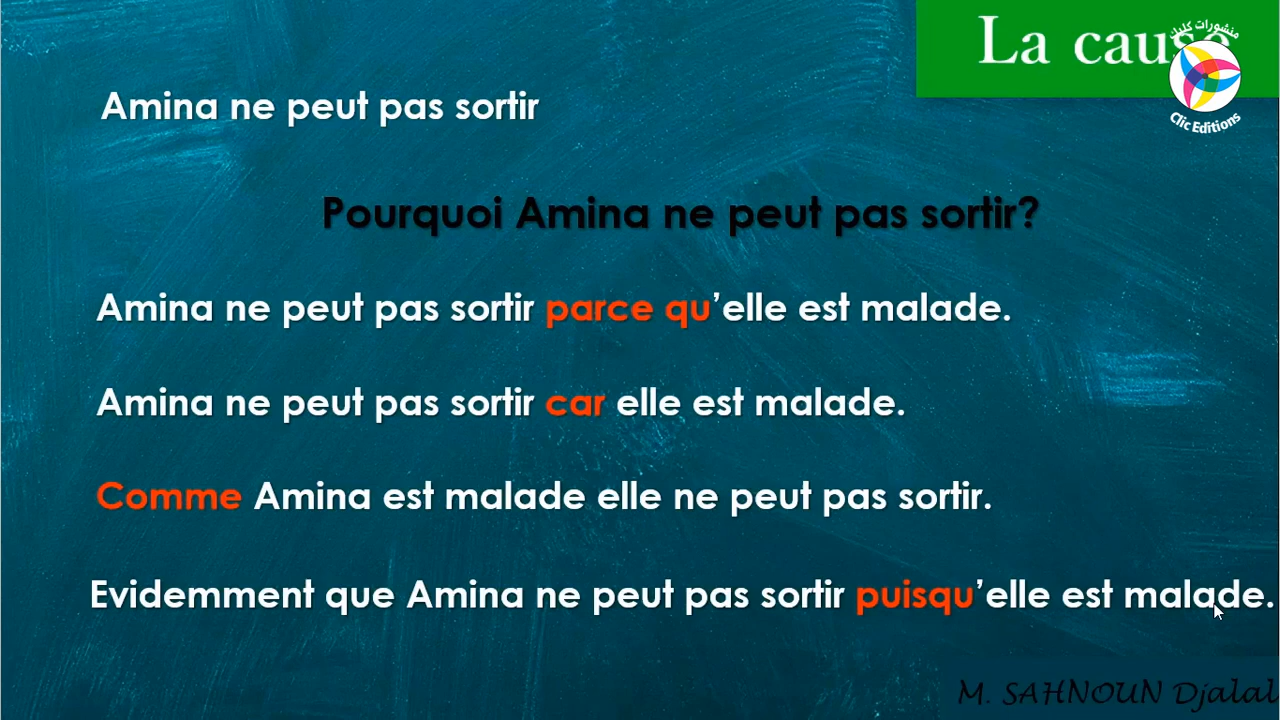 La cause
منشورات كليك
Clic Editions
Amina ne peut pas sortir
Pourquoi Amina ne peut pas sortir?
Amina ne peut pas sortir parce qu’elle est malade.
Amina ne peut pas sortir car elle est malade.
Comme Amina est malade elle ne peut pas sortir.
Evidemment que Amina ne peut pas sortir puisqu’elle est malade.
M. SAHNOUN Djalal